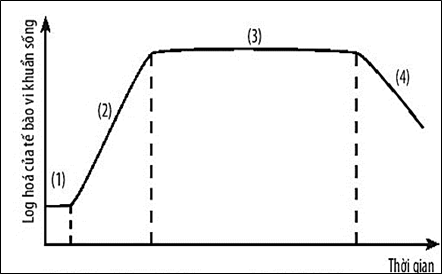 Log hoá của tế bào vi khuẩn sống
(1)
(2)
(3)
(4)
Thời gian